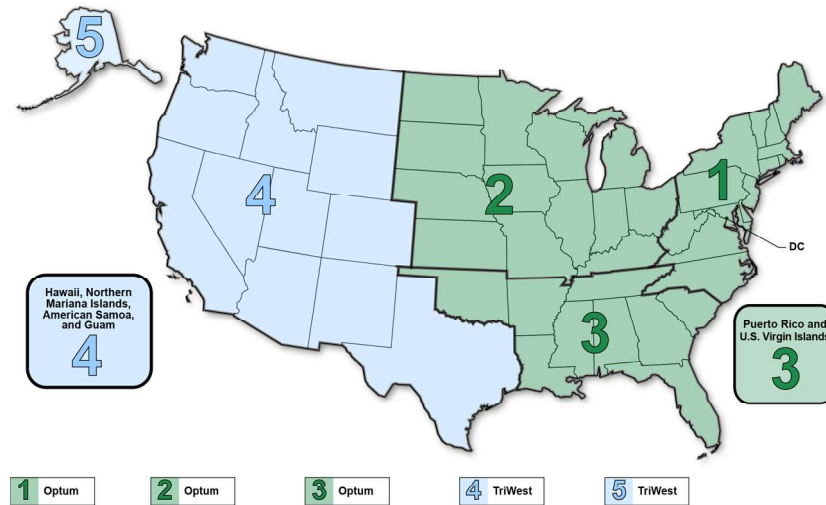 5
4
2
1
DC
Hawaii, Northern
Mariana Islands,
American Samoa,
and Guam
4
3
Puerto Rico and
U.S. Virgin Islands
3
1 Optum
2 Optum
3 Optum
4 TriWest
5 TriWest